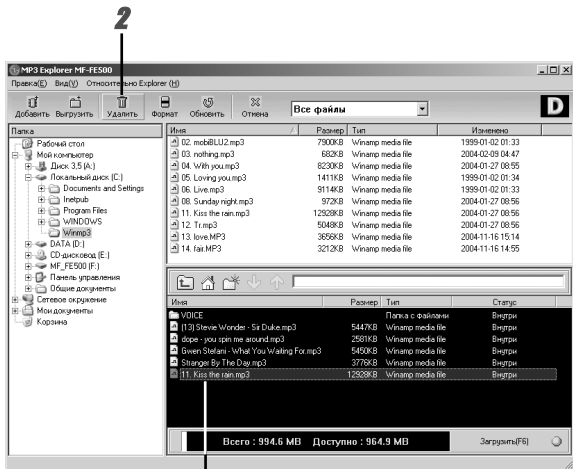 2
MP3 Explorer MF-FE500
Правка(E) Вид(V) Относительно Explorer (H)
Добавить Выгрузить Удалить Формат Обновить Отмена Все файлы D
Папка
Рабочий стол
Мой компьютер
Диск 3,5 (A:)
Локальный диск (C:)
Documents and Settings
Inetpub
Program Files
WINDOWS
Winmp3
DATA (D:)
CD-дисковод (E:)
MF_FE500 (F:)
Панель управления
Общие документы
Сетевое окружение
Мои документы
Корзина
Имя Размер Тип Изменено
02. mobiBLU2.mp3 7900KB Winamp media file 1999-01-02 01:33
03. nothing.mp3 682KB Winamp media file 2004-02-09 04:47
04. With you.mp3 8230KB Winamp media file 2004-01-27 08:55
05. Loving you.mp3 1411KB Winamp media file 1999-01-02 01:34
06. Live.mp3 9114KB Winamp media file 1999-01-02 01:33
08. Sunday night.mp3 972KB Winamp media file 2004-01-27 08:56
11. Kiss the rain.mp3 12928KB Winamp media file 2004-01-27 08:56
12. Tr.mp3 5048KB Winamp media file 2004-01-27 08:56
13. love.MP3 3656KB Winamp media file 2004-11-16 15:14
14. fair.MP3 3212KB Winamp media file 2004-11-16 14:55
Имя Размер Тип Статус
VOICE Папка с файлами Внутри
(13) Stevie Wonder - Sir Duke.mp3 5447KB Winamp media file Внутри
dope - you spin me around.mp3 2581KB Winamp media file Внутри
Gwen Stefani - What You Waiting For.mp3 5450KB Winamp media file Внутри
Stranger By The Day.mp3 3776KB Winamp media file Внутри
11. Kiss the rain.mp3 12928KB Winamp media file Внутри
Всего : 994.6 MB Доступно : 964.9 MB Загрузить(F6)